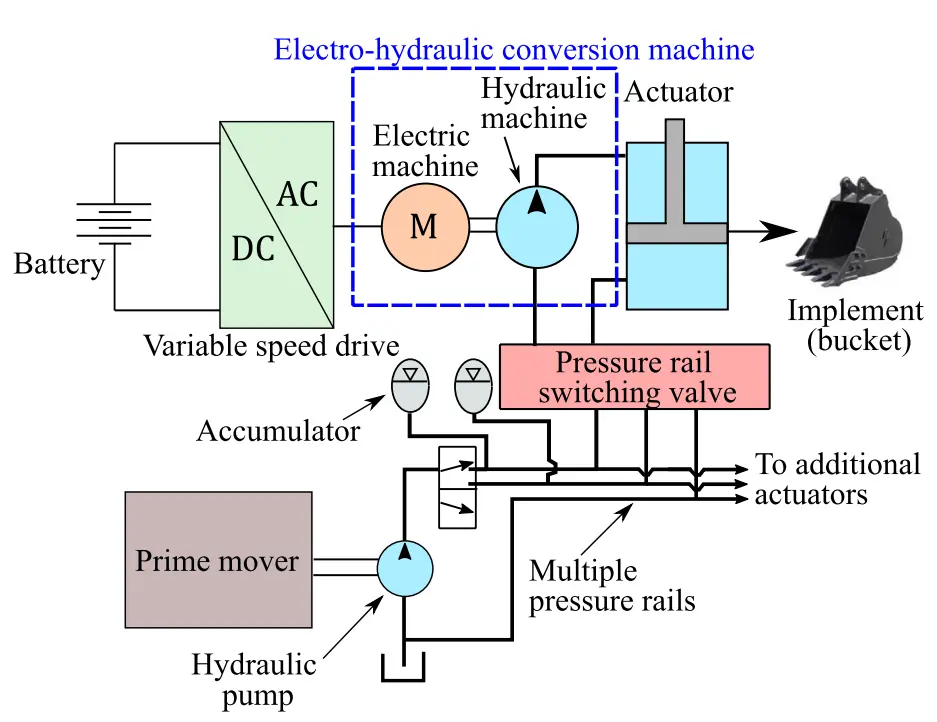 Electro-hydraulic conversion machine
Hydraulic
machine
Actuator
Electric
machine
AC
DC
M
Battery
Variable speed drive
Implement
(bucket)
Pressure rail
switching valve
Accumulator
To additional
actuators
Prime mover
Multiple
pressure rails
Hydraulic
pump